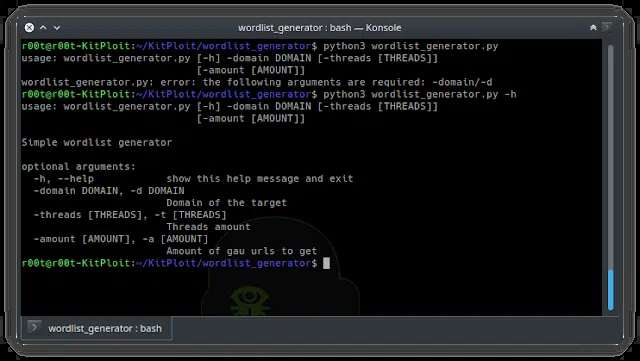 wordlist_generator : bash — Konsole
r00t@r00t-KitPloit:~/KitPloit/wordlist_generator$ python3 wordlist_generator.py
usage: wordlist_generator.py [-h] -domain DOMAIN [-threads [THREADS]]
[-amount [AMOUNT]]
wordlist_generator.py: error: the following arguments are required: -domain/-d
r00t@r00t-KitPloit:~/KitPloit/wordlist_generator$ python3 wordlist_generator.py -h
usage: wordlist_generator.py [-h] -domain DOMAIN [-threads [THREADS]]
[-amount [AMOUNT]]
Simple wordlist generator
optional arguments:
-h, --help show this help message and exit
-domain DOMAIN, -d DOMAIN
Domain of the target
-threads [THREADS], -t [THREADS]
Threads amount
-amount [AMOUNT], -a [AMOUNT]
Amount of gau urls to get
r00t@r00t-KitPloit:~/KitPloit/wordlist_generator$
wordlist_generator : bash